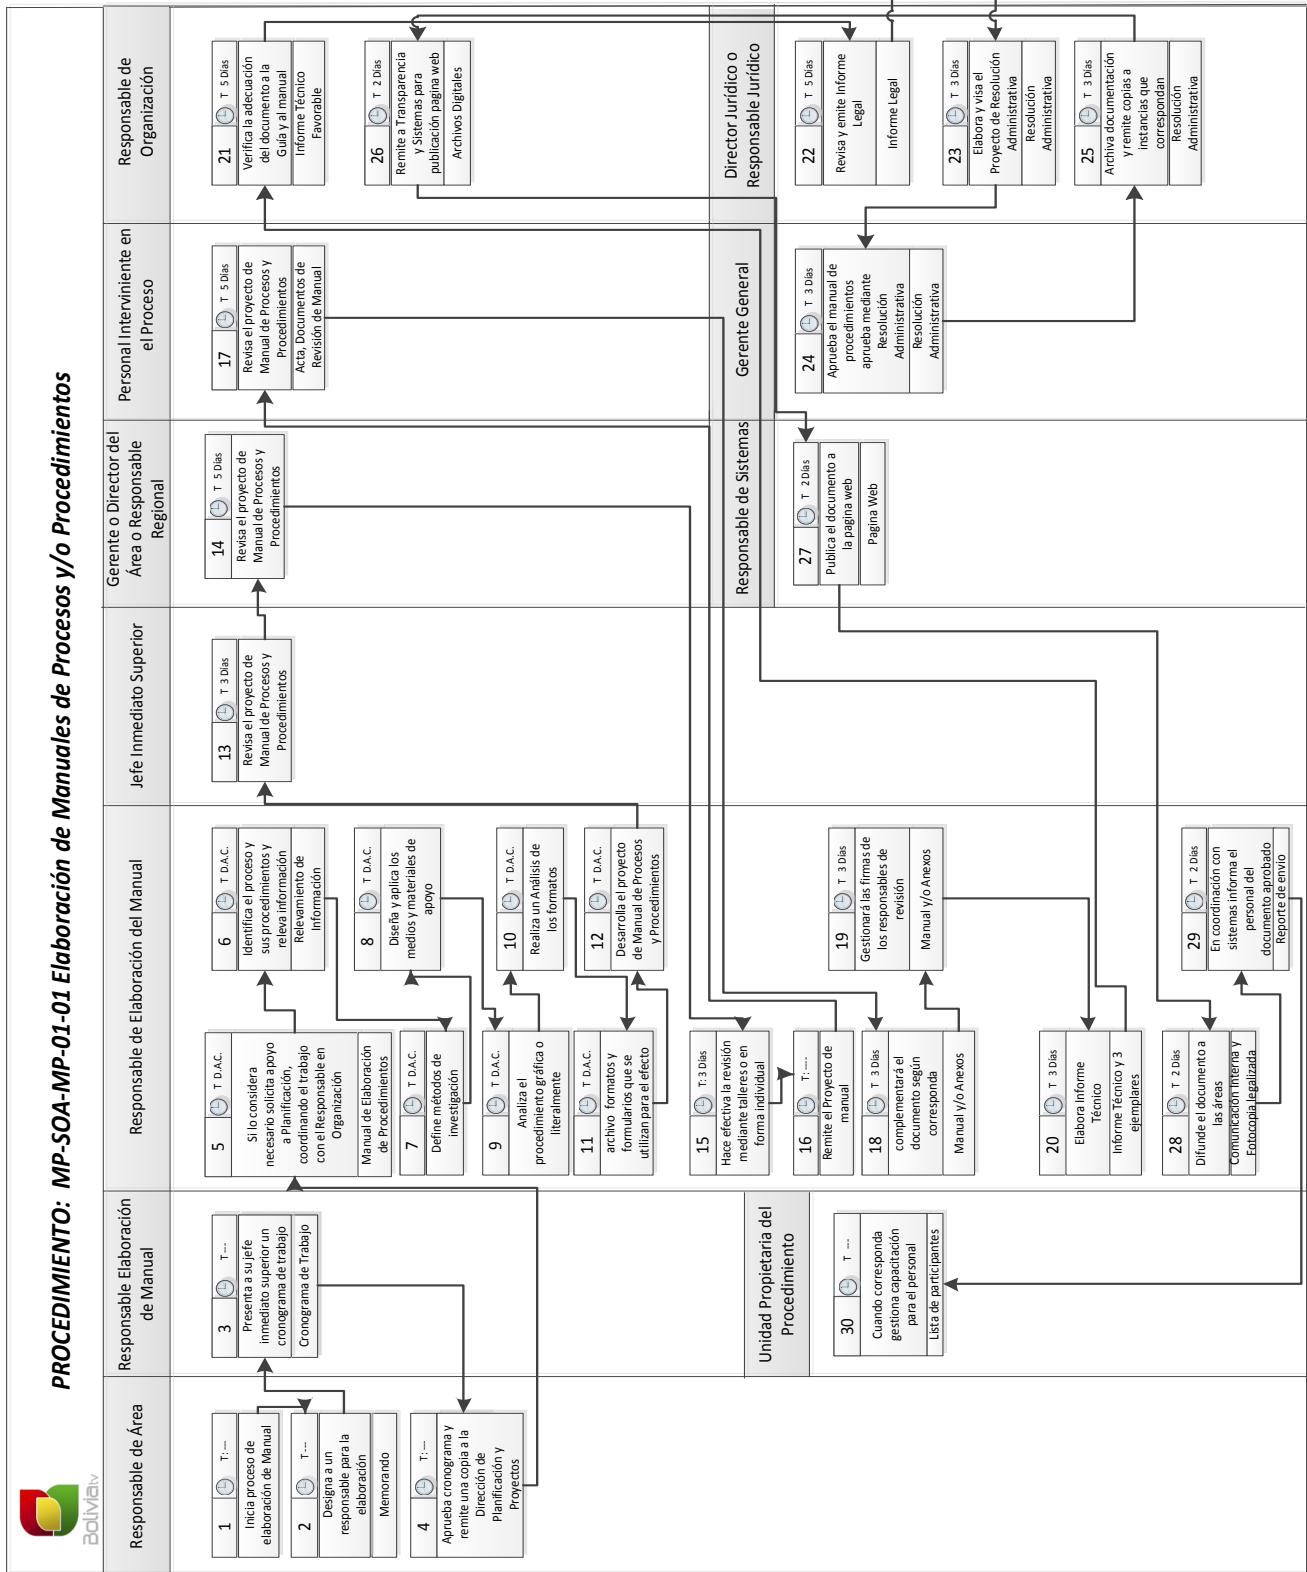 PROCEDIMIENTO: MP-SOA-MP-01-01 Elaboración de Manuales de Procesos y/o Procedimientos
Boliviatv
Responsable de Área
1
T: ---
Inicia proceso de
elaboración de Manual
2
T ---
Designa a un
responsable para la
elaboración
Memorando
4
T: ---
Aprueba cronograma y
remite una copia a la
Dirección de
Planificación y
Proyectos
Responsable Elaboración
de Manual
3
T ---
Presenta a su jefe
inmediato superior un
cronograma de trabajo
Cronograma de Trabajo
Responsable de Elaboración del Manual
5
T D.A.C.
Si lo considera
necesario solicita apoyo
a Planificación,
coordinando el trabajo
con el Responsable en
Organización
Manual de Elaboración
de Procedimientos
6
T D.A.C.
Identifica el proceso y
sus procedimientos y
releva información
Relevamiento de
Información
7
T D.A.C.
Define métodos de
investigación
8
T D.A.C.
Diseña y aplica los
medios y materiales de
apoyo
9
T D.A.C.
Analiza el
procedimiento gráfica o
literalmente
10
T D.A.C.
Realiza un Análisis de
los formatos
11
T D.A.C.
archivo formatos y
formularios que se
utilizan para el efecto
12
T D.A.C.
Desarrolla el proyecto
de Manual de Procesos
y Procedimientos
15
T: 3 Días
Hace efectiva la revisión
mediante talleres o en
forma individual
16
T: ----
Remite el Proyecto de
manual
18
T 3 Días
complementará el
documento según
corresponda
Manual y/o Anexos
19
T 3 Días
Gestionará las firmas de
los responsables de
revisión
Manual y/o Anexos
20
T 3 Días
Elabora Informe
Técnico
Informe Técnico y 3
ejemplares
28
T 2 Días
Difunde el documento a
las áreas
Comunicación Interna y
Fotocopia legalizada
29
T 2 Días
En coordinación con
sistemas informa el
personal del
documento aprobado
Reporte de envio
Jefe Inmediato Superior
13
T 3 Días
Revisa el proyecto de
Manual de Procesos y
Procedimientos
Gerente o Director del
Área o Responsable
Regional
14
T 5 Días
Revisa el proyecto de
Manual de Procesos y
Procedimientos
Personal Interviniente en
el Proceso
17
T 5 Días
Revisa el proyecto de
Manual de Procesos y
Procedimientos
Acta, Documentos de
Revisión de Manual
Responsable de
Organización
21
T 5 Días
Verifica la adecuación
del documento a la
Guía y al manual
Informe Técnico
Favorable
26
T 2 Días
Remite a Transparencia
y Sistemas para
publicación pagina web
Archivos Digitales
Unidad Propietaria del
Procedimiento
30
T ---
Cuando corresponda
gestiona capacitación
para el personal
Lista de participantes
Responsable de Sistemas
27
T 2 Días
Publica el documento a
la pagina web
Pagina Web
Gerente General
24
T 3 Días
Aprueba el manual de
procedimientos
aprueba mediante
Resolución
Administrativa
Resolución
Administrativa
Director Jurídico o
Responsable Jurídico
22
T 5 Días
Revisa y emite Informe
Legal
Informe Legal
23
T 3 Días
Elabora y visa el
Proyecto de Resolución
Administrativa
Resolución
Administrativa
25
T 3 Días
Archiva documentación
y remite copias a
instancias que
correspondan
Resolución
Administrativa